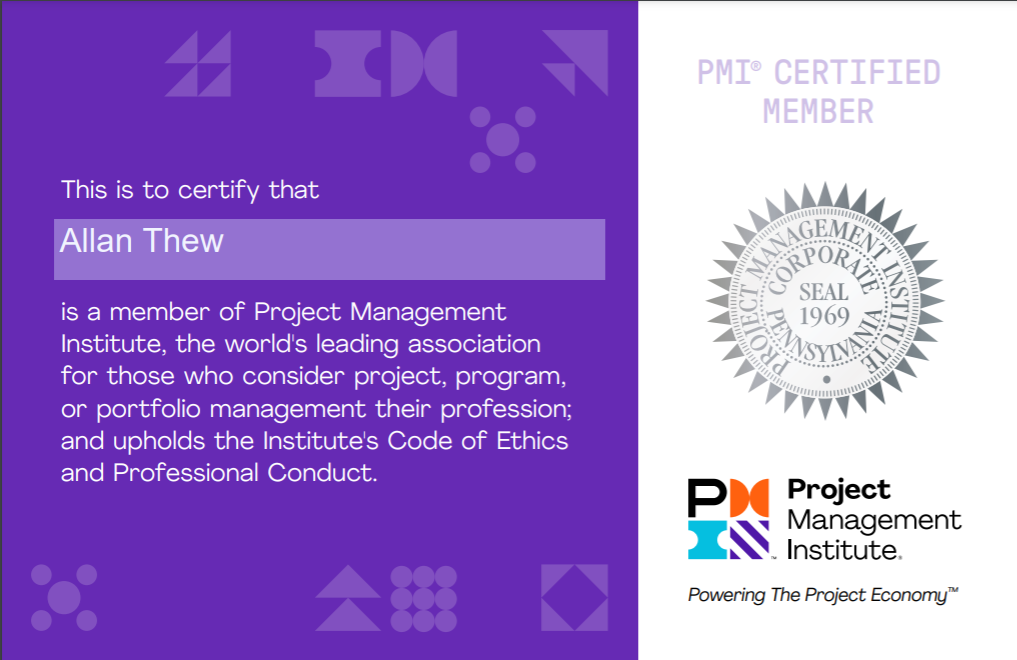 This is to certify that
Allan Thew
is a member of Project Management
Institute, the world's leading association
for those who consider project, program,
or portfolio management their profession;
and upholds the Institute's Code of Ethics
and Professional Conduct.
PMI® CERTIFIED
MEMBER
PROJECT MANAGEMENT INSTITUTE
CORPORATE
SEAL
1969
PENNSYLVANIA
Project
Management
Institute®
Powering The Project Economy™